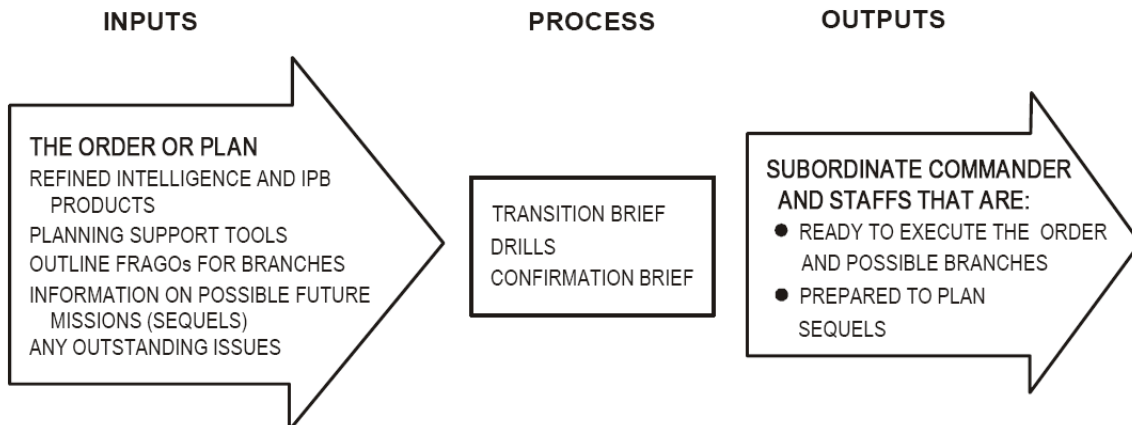 INPUTS
PROCESS
OUTPUTS
THE ORDER OR PLAN
REFINED INTELLIGENCE AND IPB
PRODUCTS
PLANNING SUPPORT TOOLS
OUTLINE FRAGOs FOR BRANCHES
INFORMATION ON POSSIBLE FUTURE
MISSIONS (SEQUELS)
ANY OUTSTANDING ISSUES
TRANSITION BRIEF
DRILLS
CONFIRMATION BRIEF
SUBORDINATE COMMANDER
AND STAFFS THAT ARE:
● READY TO EXECUTE THE ORDER
AND POSSIBLE BRANCHES
● PREPARED TO PLAN
SEQUELS